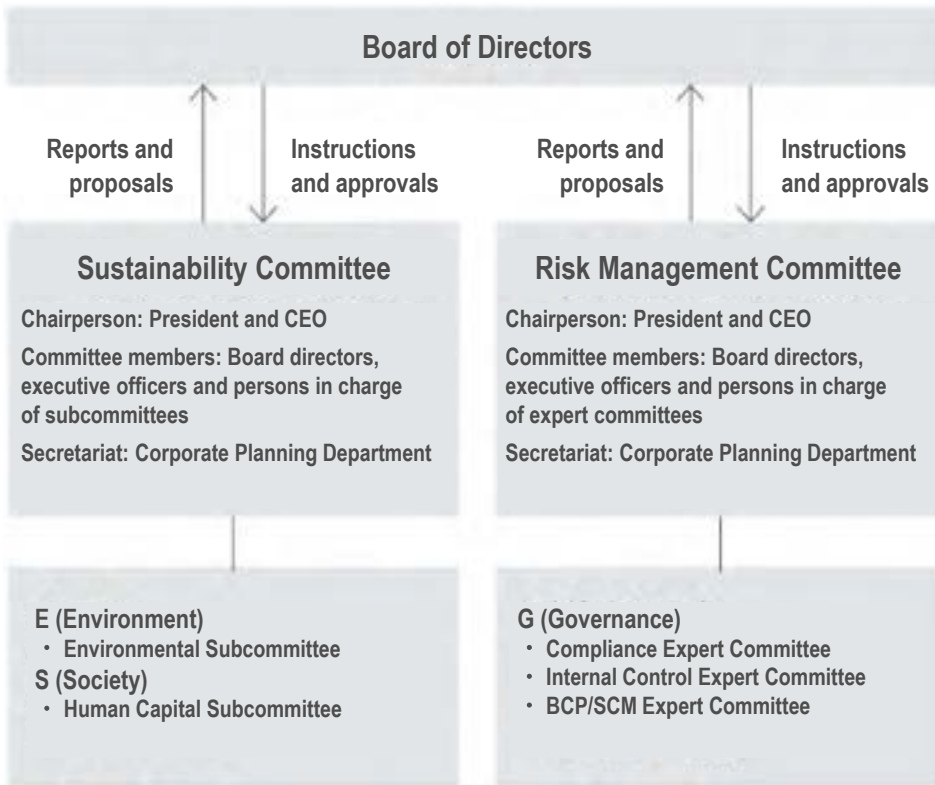 Board of Directors
Reports and
proposals
Instructions
and approvals
Reports and
proposals
Instructions
and approvals
Sustainability Committee
Chairperson: President and CEO
Committee members: Board directors,
executive officers and persons in charge
of subcommittees
Secretariat: Corporate Planning Department
Risk Management Committee
Chairperson: President and CEO
Committee members: Board directors,
executive officers and persons in charge
of expert committees
Secretariat: Corporate Planning Department
E (Environment)
・ Environmental Subcommittee
S (Society)
・ Human Capital Subcommittee
G (Governance)
・ Compliance Expert Committee
・ Internal Control Expert Committee
・ BCP/SCM Expert Committee